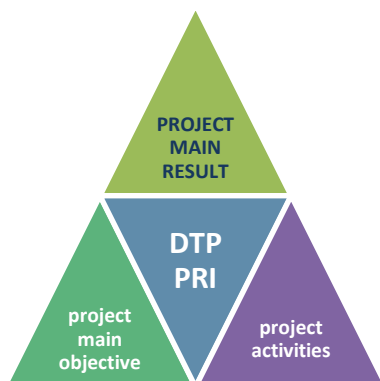 PROJECT
MAIN
RESULT
DTP
PRI
project
main
objective
project
activities